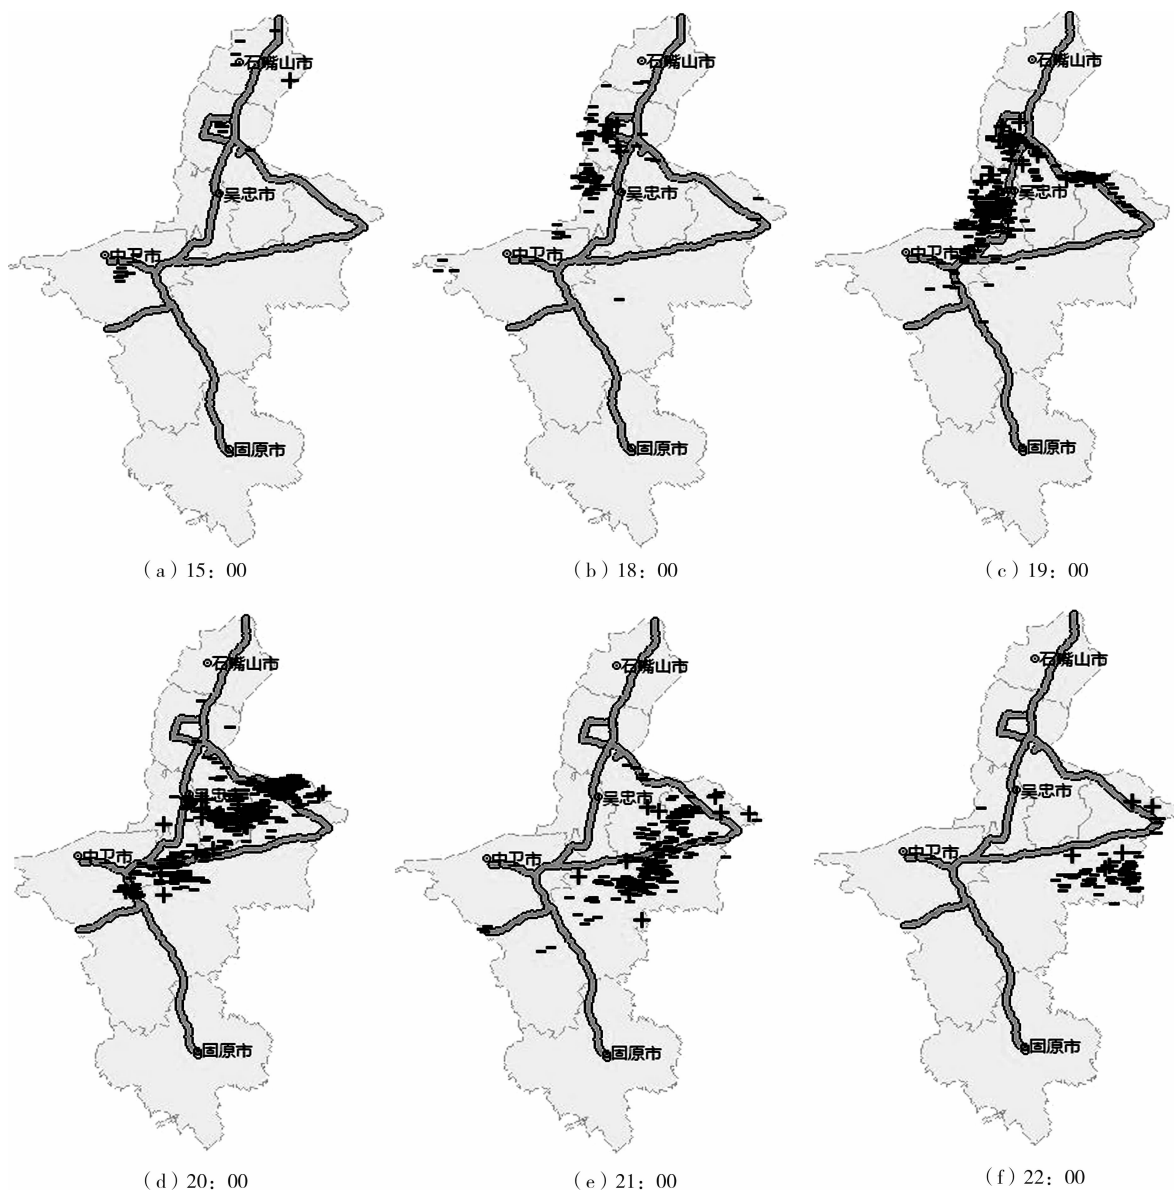 石嘴山市
石嘴山市
石嘴山市
吴忠市
吴忠市
吴忠市
中卫市
中卫市
中卫市
固原市
固原市
固原市
(a)15:00
(b)18:00
(c)19:00
石嘴山市
石嘴山市
石嘴山市
吴忠市
吴忠市
吴忠市
中卫市
中卫市
中卫市
固原市
固原市
固原市
(d)20:00
(e)21:00
(f)22:00